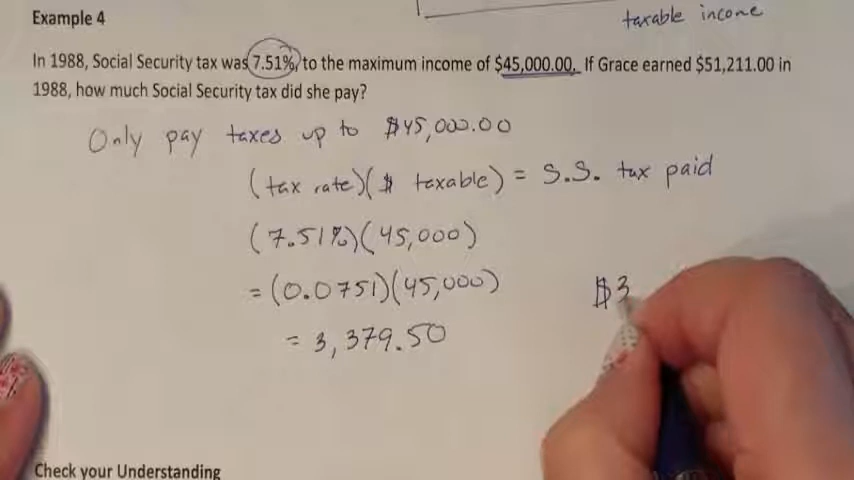 taxable income
Example 4
In 1988, Social Security tax was 7.51%, to the maximum income of $45,000.00. If Grace earned $51,211.00 in
1988, how much Social Security tax did she pay?
Only pay taxes up to $45,000.00
(tax rate)($ taxable) = S.S. tax paid
(7.51%)(45,000)
= (0.0751)(45,000)
$3
= 3,379.50
Check your Understanding